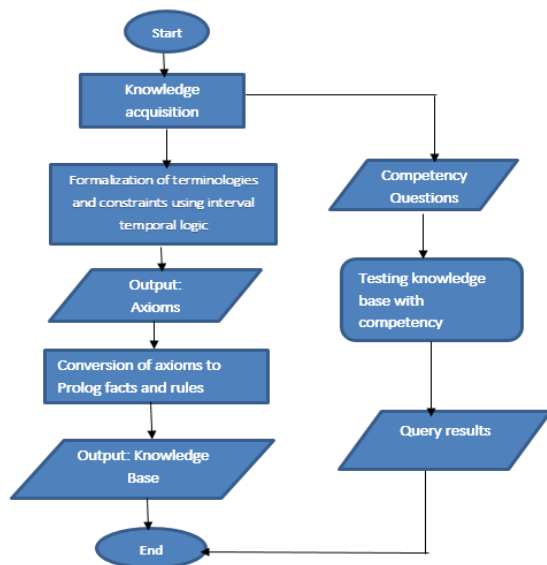 Start
Knowledge
acquisition
Formalization of terminologies
and constraints using interval
temporal logic
Output:
Axioms
Conversion of axioms to
Prolog facts and rules
Output: Knowledge
Base
End
Competency
Questions
Testing knowledge
base with
competency
Query results